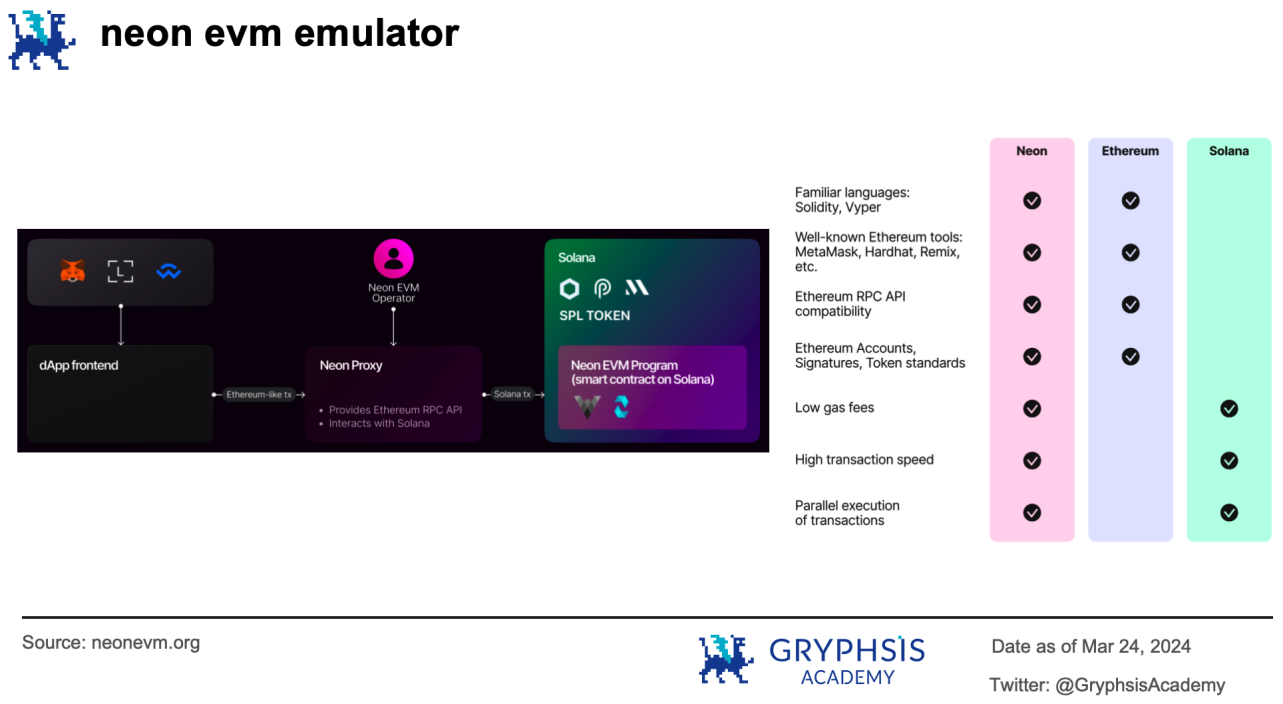 neon evm emulator
Neon EVM
Operator
dApp frontend
Ethereum-like tx
Neon Proxy
• Provides Ethereum RPC API
• Interacts with Solana
Solana tx
Solana
SPL TOKEN
Neon EVM Program
(smart contract on Solana)
Neon Ethereum Solana
Familiar languages:
Solidity, Vyper
Well-known Ethereum tools:
MetaMask, Hardhat, Remix,
etc.
Ethereum RPC API
compatibility
Ethereum Accounts,
Signatures, Token standards
Low gas fees
High transaction speed
Parallel execution
of transactions
Source: neonevm.org
GRYPHSIS
ACADEMY
Date as of Mar 24, 2024
Twitter: @GryphsisAcademy